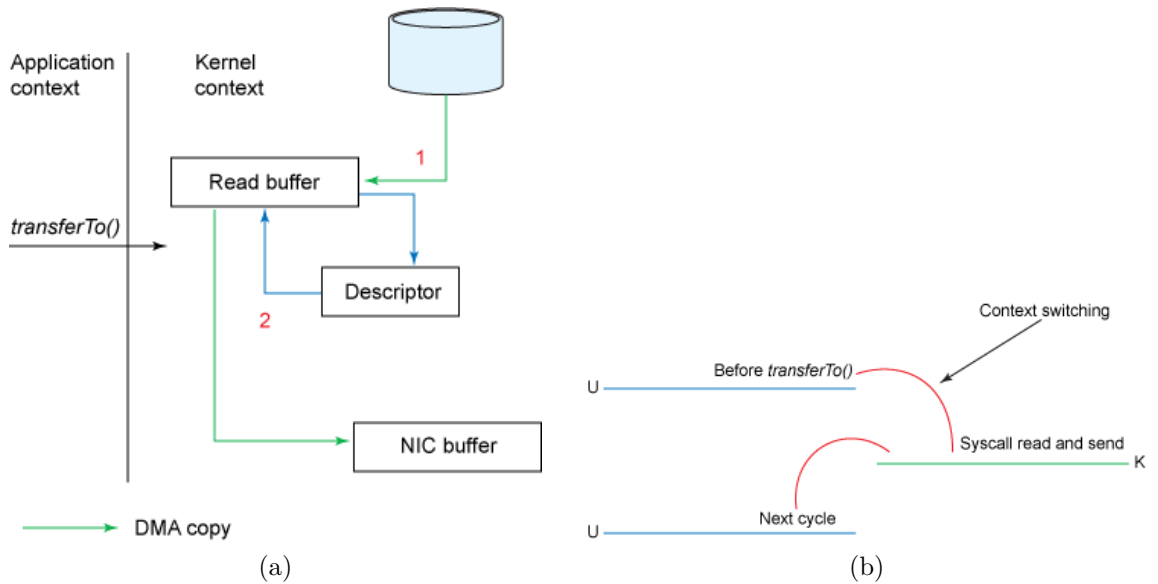 Application
context
Kernel
context
1
Read buffer
transferTo()
Descriptor
2
NIC buffer
DMA copy
(a)
Context switching
Before transferTo()
U
Syscall read and send
K
Next cycle
U
(b)